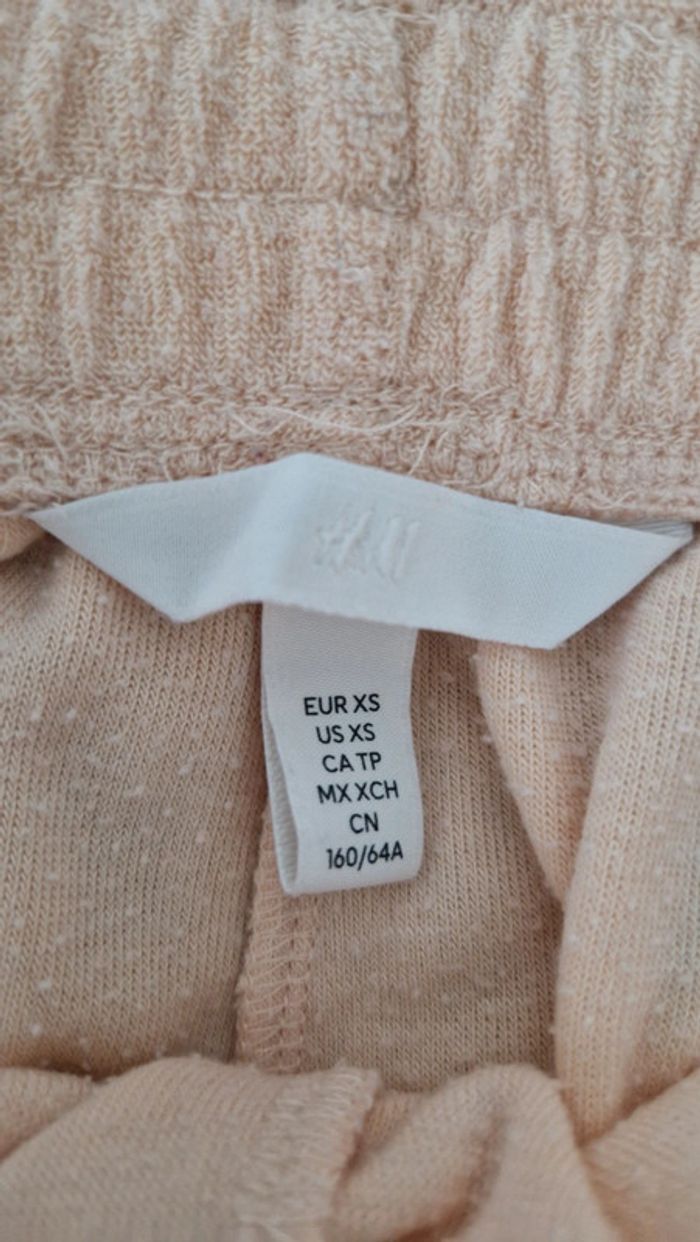 H&M
EUR XS
US XS
CA TP
MX XCH
CN
160/64A